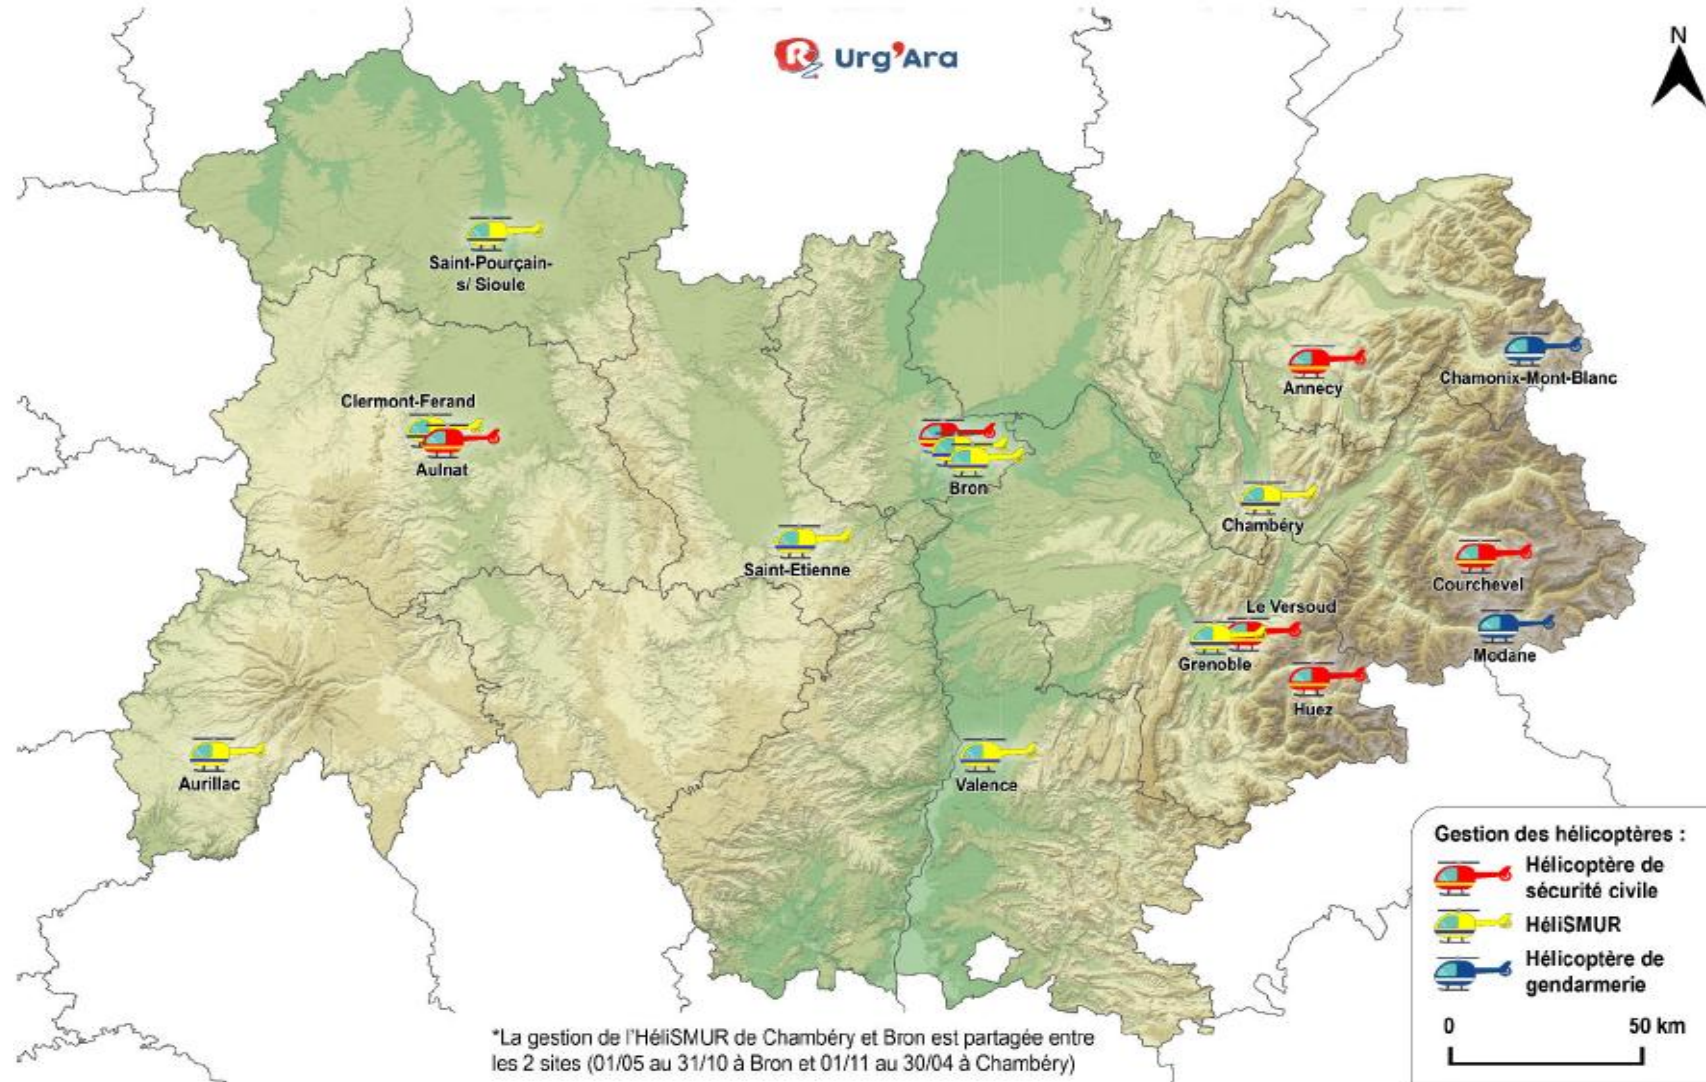 Urg'Ara
N
Saint-Pourçain-
s/ Sioule
Annecy
Chamonix-Mont-Blanc
Clermont-Ferand
Aulnat
Bron
Chambéry
Saint-Etienne
Courchevel
Le Versoud
Grenoble
Modane
Huez
Aurillac
Valence
Gestion des hélicoptères :
Hélicoptère de
sécurité civile
HéliSMUR
Hélicoptère de
gendarmerie
0 50 km
*La gestion de l'HéliSMUR de Chambéry et Bron est partagée entre
les 2 sites (01/05 au 31/10 à Bron et 01/11 au 30/04 à Chambéry)